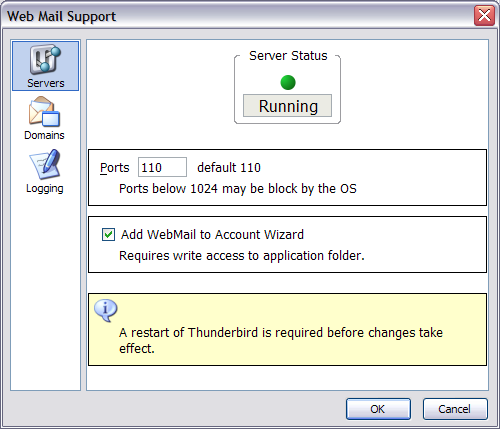 Web Mail Support
Servers
Domains
Logging
Server Status
Running
Ports 110 default 110
Ports below 1024 may be block by the OS
Add WebMail to Account Wizard
Requires write access to application folder.
A restart of Thunderbird is required before changes take
effect.
OK Cancel